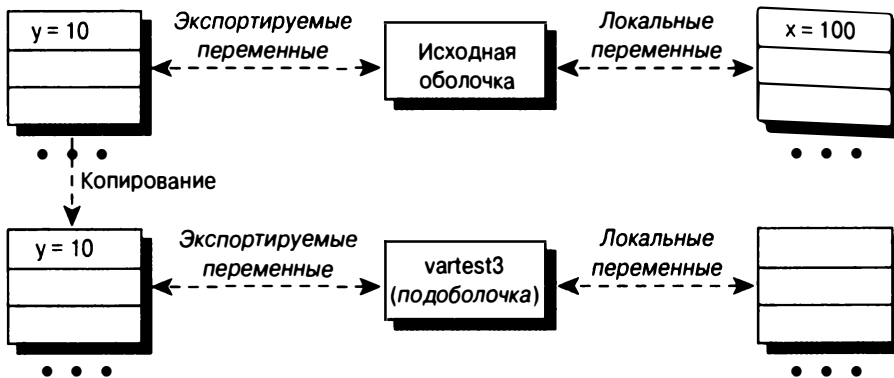 y = 10
Экспортируемые
переменные
Исходная
оболочка
Локальные
переменные
x = 100
Копирование
y = 10
Экспортируемые
переменные
vartest3
(подоболочка)
Локальные
переменные